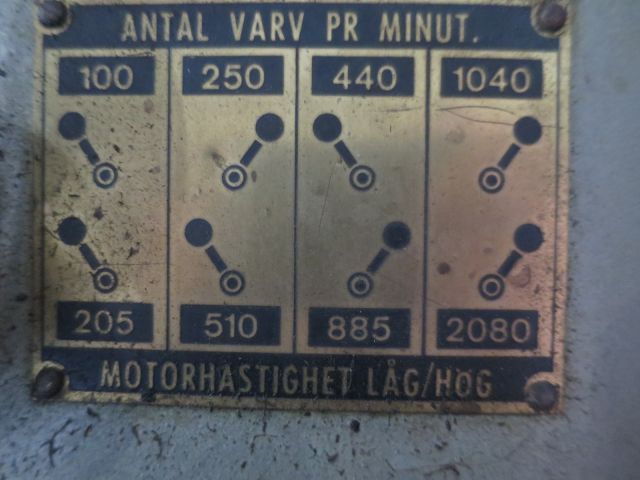 ANTAL VARV PR MINUT.
100 250 440 1040
205 510 885 2080
MOTORHASTIGHET LÅG/HÖG